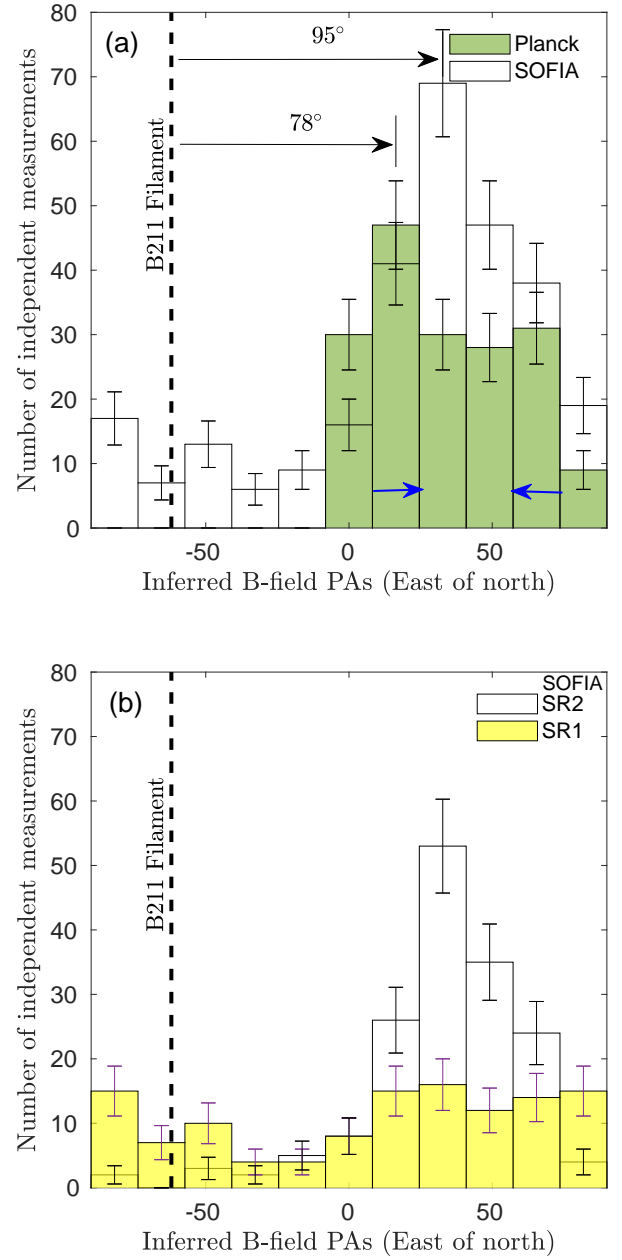 (a)
Planck
SOFIA
95°
78°
B211 Filament
Number of independent measurements
80
70
60
50
40
30
20
10
0
-50
0
50
Inferred B-field PAs (East of north)
(b)
SOFIA
SR2
SR1
B211 Filament
Number of independent measurements
80
70
60
50
40
30
20
10
0
-50
0
50
Inferred B-field PAs (East of north)